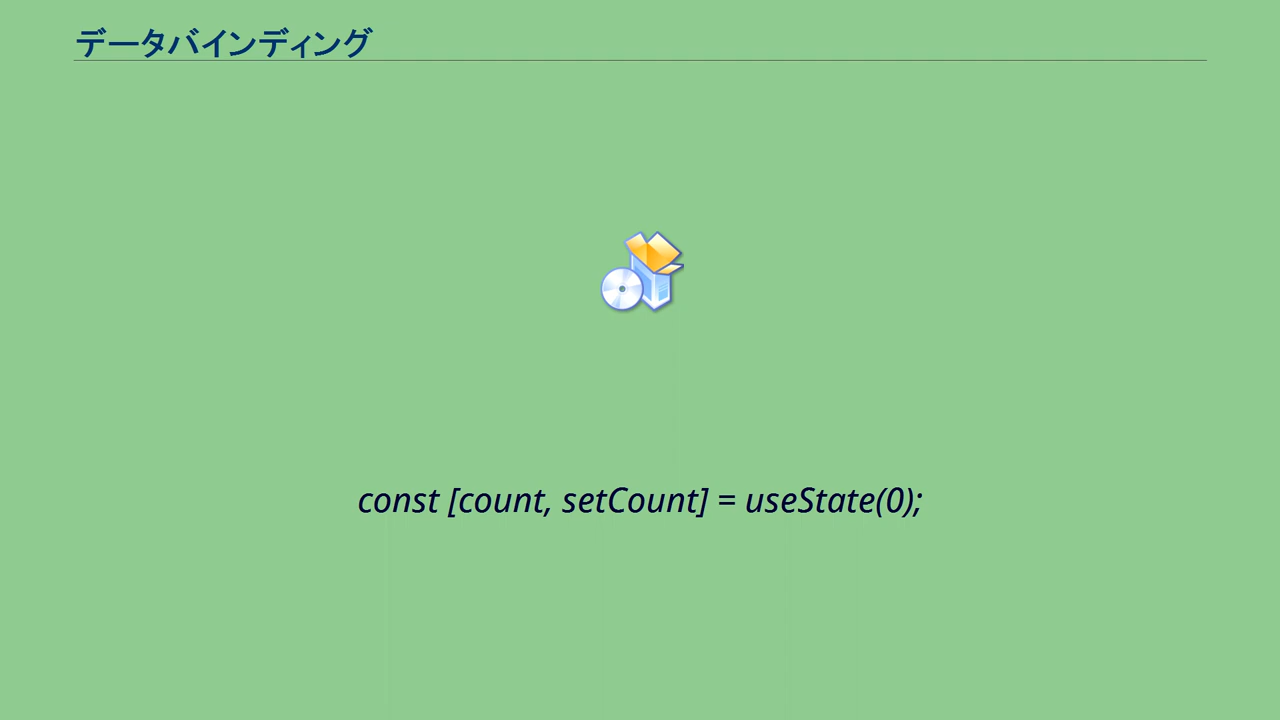 データバインディング
const [count, setCount] = useState(0);